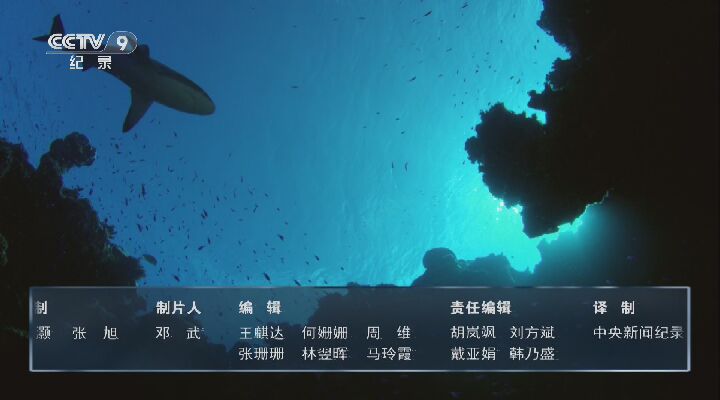 CCTV 9
纪录
制 制片人 编辑 责任编辑 译制
灏 张旭 邓武 王麒达 何姗姗 周维 胡岚飒 刘方斌 中央新闻纪录
张珊珊 林翌晖 马玲霞 戴亚娟 韩乃盛